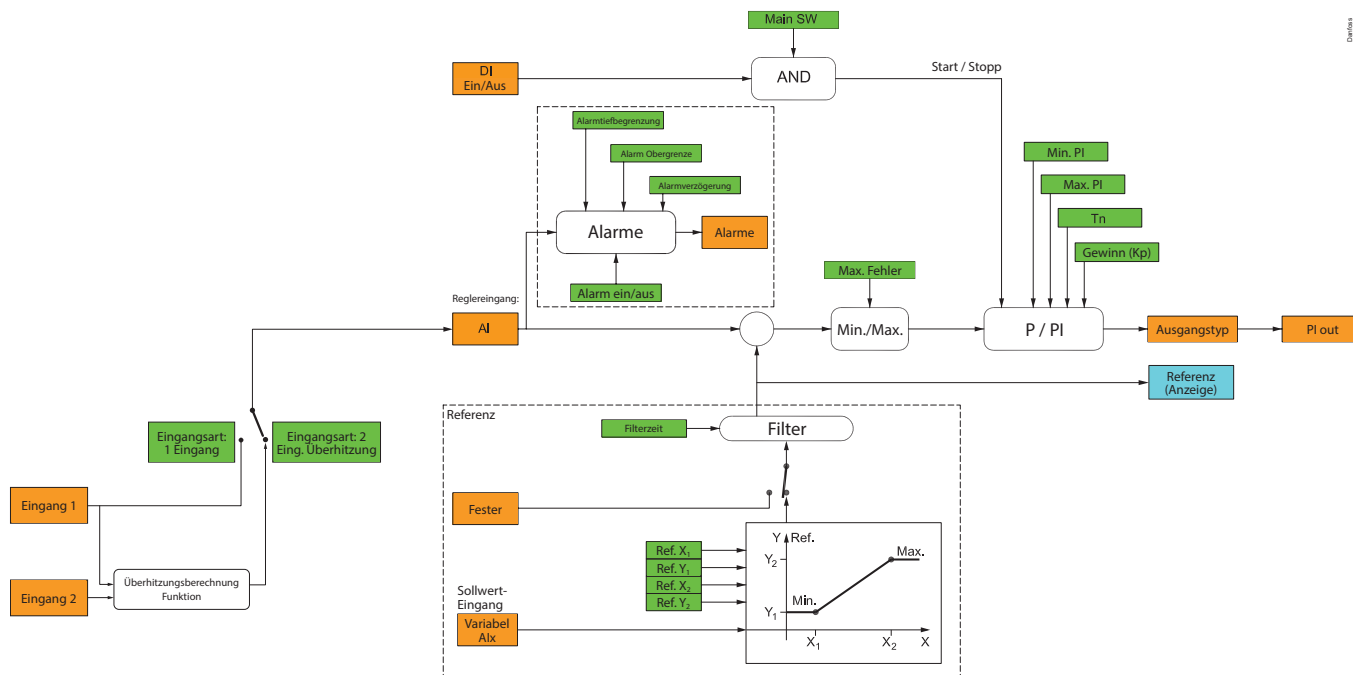 Main SW
Danfoss
DI
Ein/Aus
AND
Start / Stopp
Alarmtiefbegrenzung
Alarm Obergrenze
Alarmverzögerung
Alarme
Alarme
Alarm ein/aus
Min. PI
Max. PI
Tn
Gewinn (Kp)
Max. Fehler
Reglereingang:
AI
Min./Max.
P / PI
Ausgangstyp
PI out
Referenz
(Anzeige)
Referenz
Filterzeit
Filter
Eingangsart:
1 Eingang
Eingangsart: 2
Eing. Überhitzung
Eingang 1
Fester
Überhitzungsberechnung
Funktion
Eingang 2
Ref. X1
Ref. Y1
Ref. X2
Ref. Y2
Sollwert-
Eingang
Variabel
AIx
Y Ref.
Y2
Max.
Min.
Y1
X1 X2 X